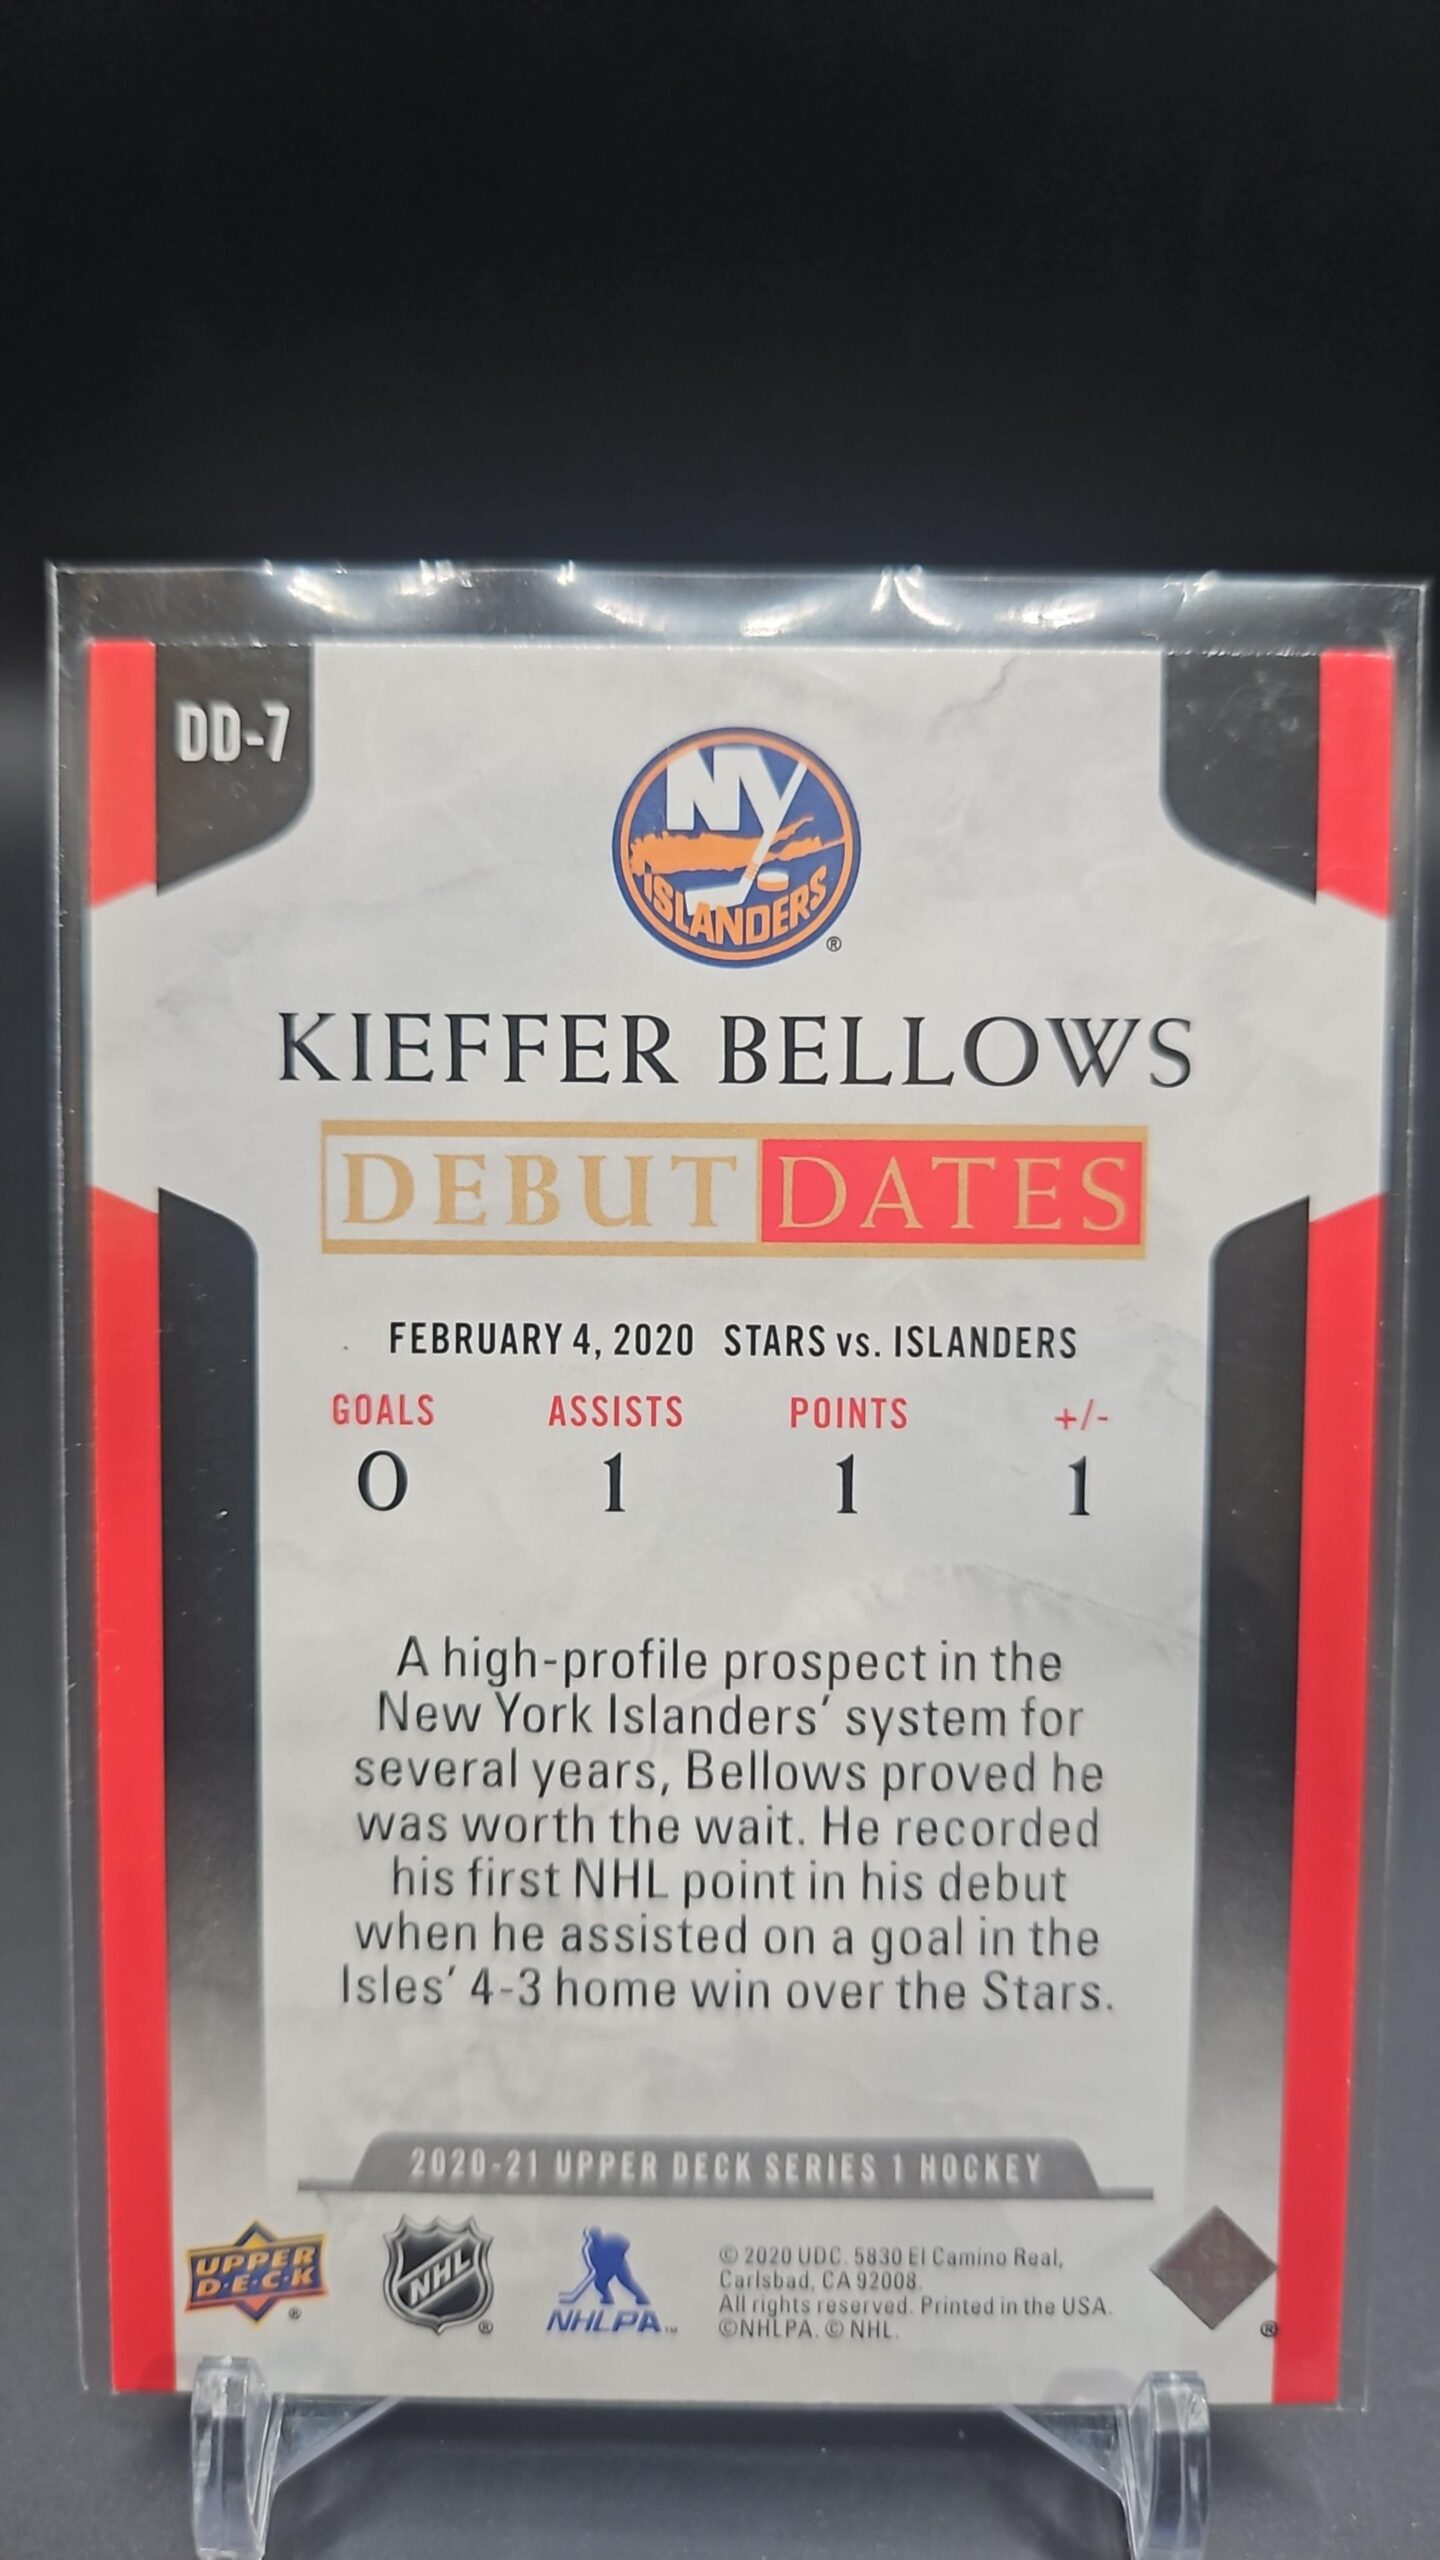 DD-7
NY
ISLANDERS
®
KIEFFER BELLOWS
DEBUT DATES
FEBRUARY 4, 2020 STARS vs. ISLANDERS
GOALS ASSISTS POINTS +/-
0 1 1 1
A high-profile prospect in the
New York Islanders' system for
several years, Bellows proved he
was worth the wait. He recorded
his first NHL point in his debut
when he assisted on a goal in the
Isles' 4-3 home win over the Stars.
2020-21 UPPER DECK SERIES 1 HOCKEY
UPPER
D·E·C·K
®
NHL
®
NHLPA™
© 2020 UDC. 5830 El Camino Real,
Carlsbad, CA 92008.
All rights reserved. Printed in the USA.
©NHLPA. © NHL.
®